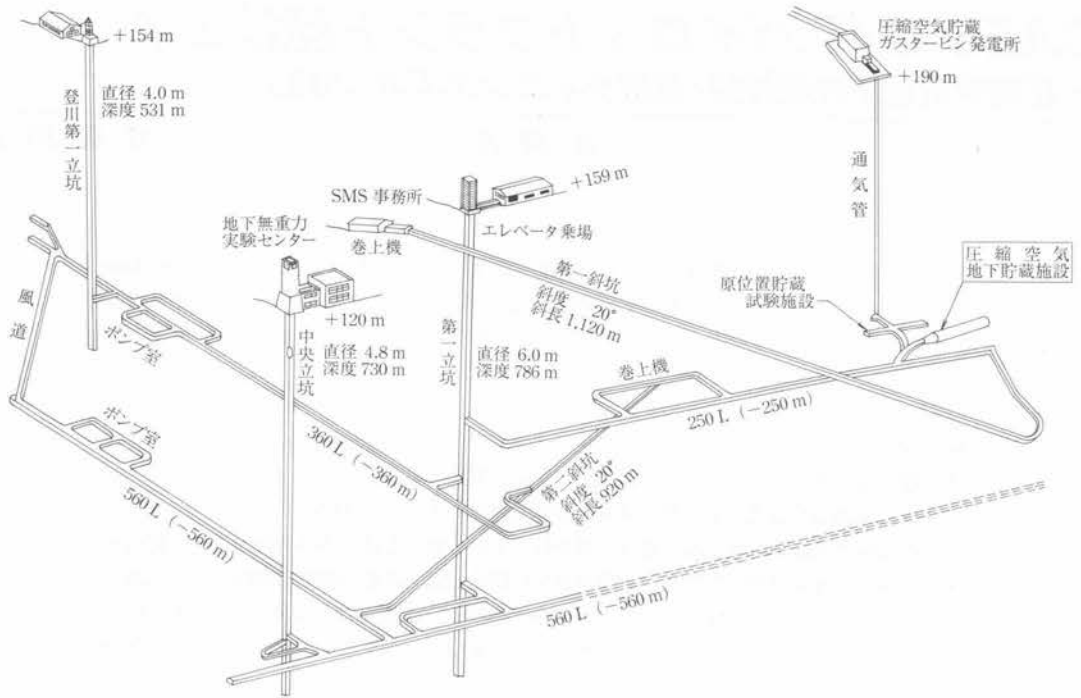 +154 m
直径 4.0 m
深度 531 m
登川第一立坑
圧縮空気貯蔵
ガスタービン発電所
+190 m
通気管
SMS 事務所
+159 m
エレベータ乗場
巻上機
地下無重力
実験センター
+120 m
第一斜坑
斜度 20°
斜長 1,120 m
原位置貯蔵
試験施設
圧縮空気
地下貯蔵施設
風道
ポンプ室
中央立坑
直径 4.8 m
深度 730 m
第一立坑
直径 6.0 m
深度 786 m
巻上機
250 L (−250 m)
ポンプ室
360 L (−360 m)
第二斜坑
斜度 20°
斜長 920 m
560 L (−560 m)
560 L (−560 m)